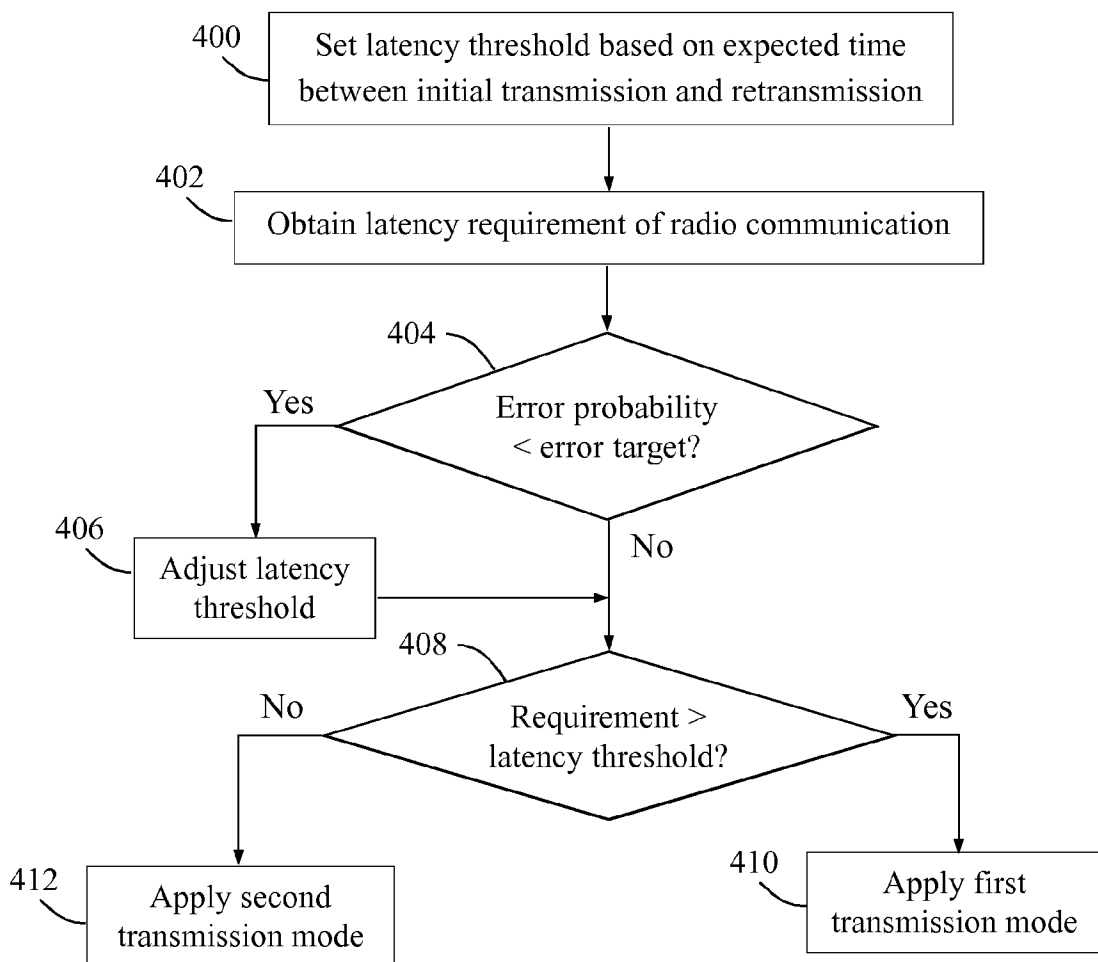 400
Set latency threshold based on expected time
between initial transmission and retransmission
402
Obtain latency requirement of radio communication
404
Yes
Error probability
< error target?
406
Adjust latency
threshold
No
408
No
Requirement >
latency threshold?
Yes
412
Apply second
transmission mode
410
Apply first
transmission mode